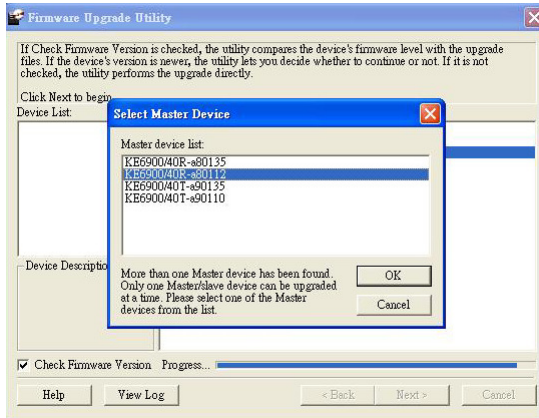 Firmware Upgrade Utility
If Check Firmware Version is checked, the utility compares the device's firmware level with the upgrade
files. If the device's version is newer, the utility lets you decide whether to continue or not. If it is not
checked, the utility performs the upgrade directly.
Click Next to begin
Device List:
Select Master Device
Master device list:
KE6900/40R-a80135
KE6900/40R-a80112
KE6900/40T-a90135
KE6900/40T-a90110
More than one Master device has been found.
Only one Master/slave device can be upgraded
at a time. Please select one of the Master
devices from the list.
OK
Cancel
Device Descriptio
Check Firmware Version Progress...
Help View Log < Back Next > Cancel